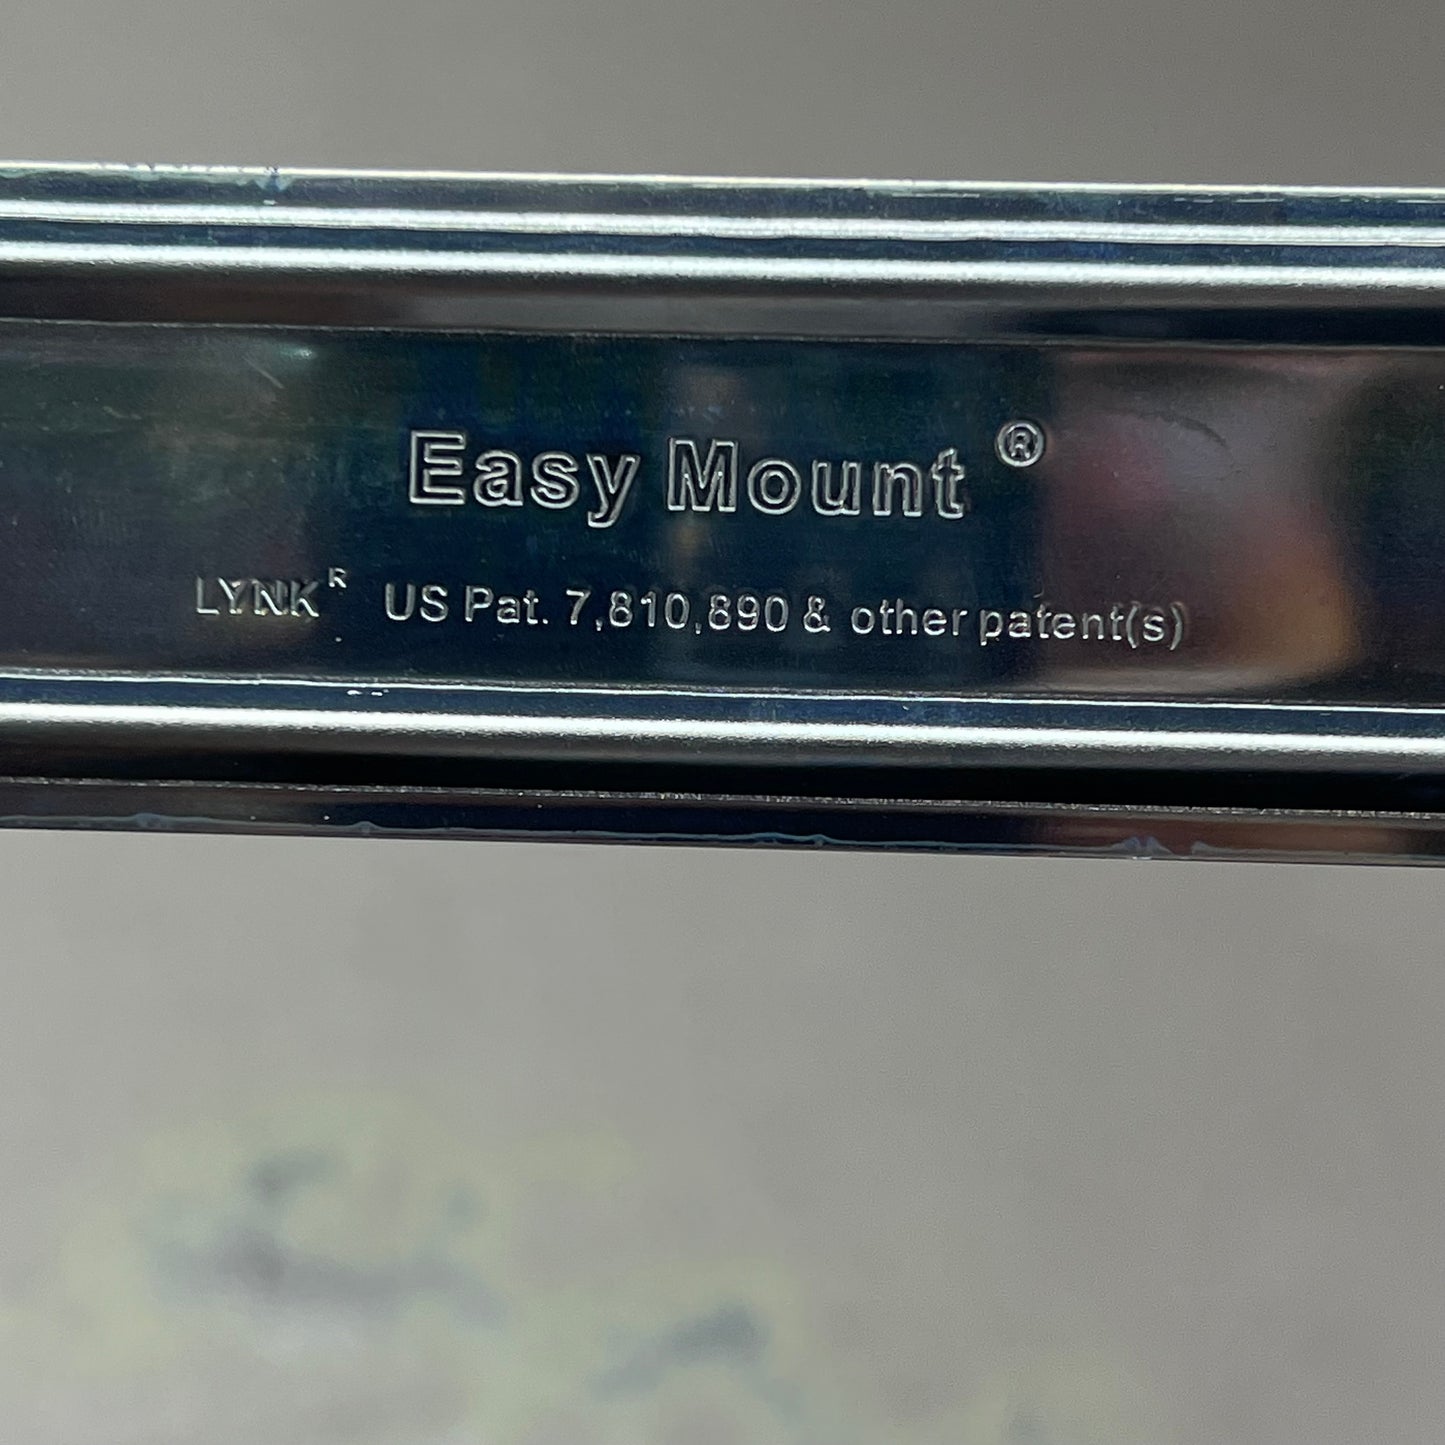 Easy Mount ®
LYNK R US Pat. 7,810,890 & other patent(s)